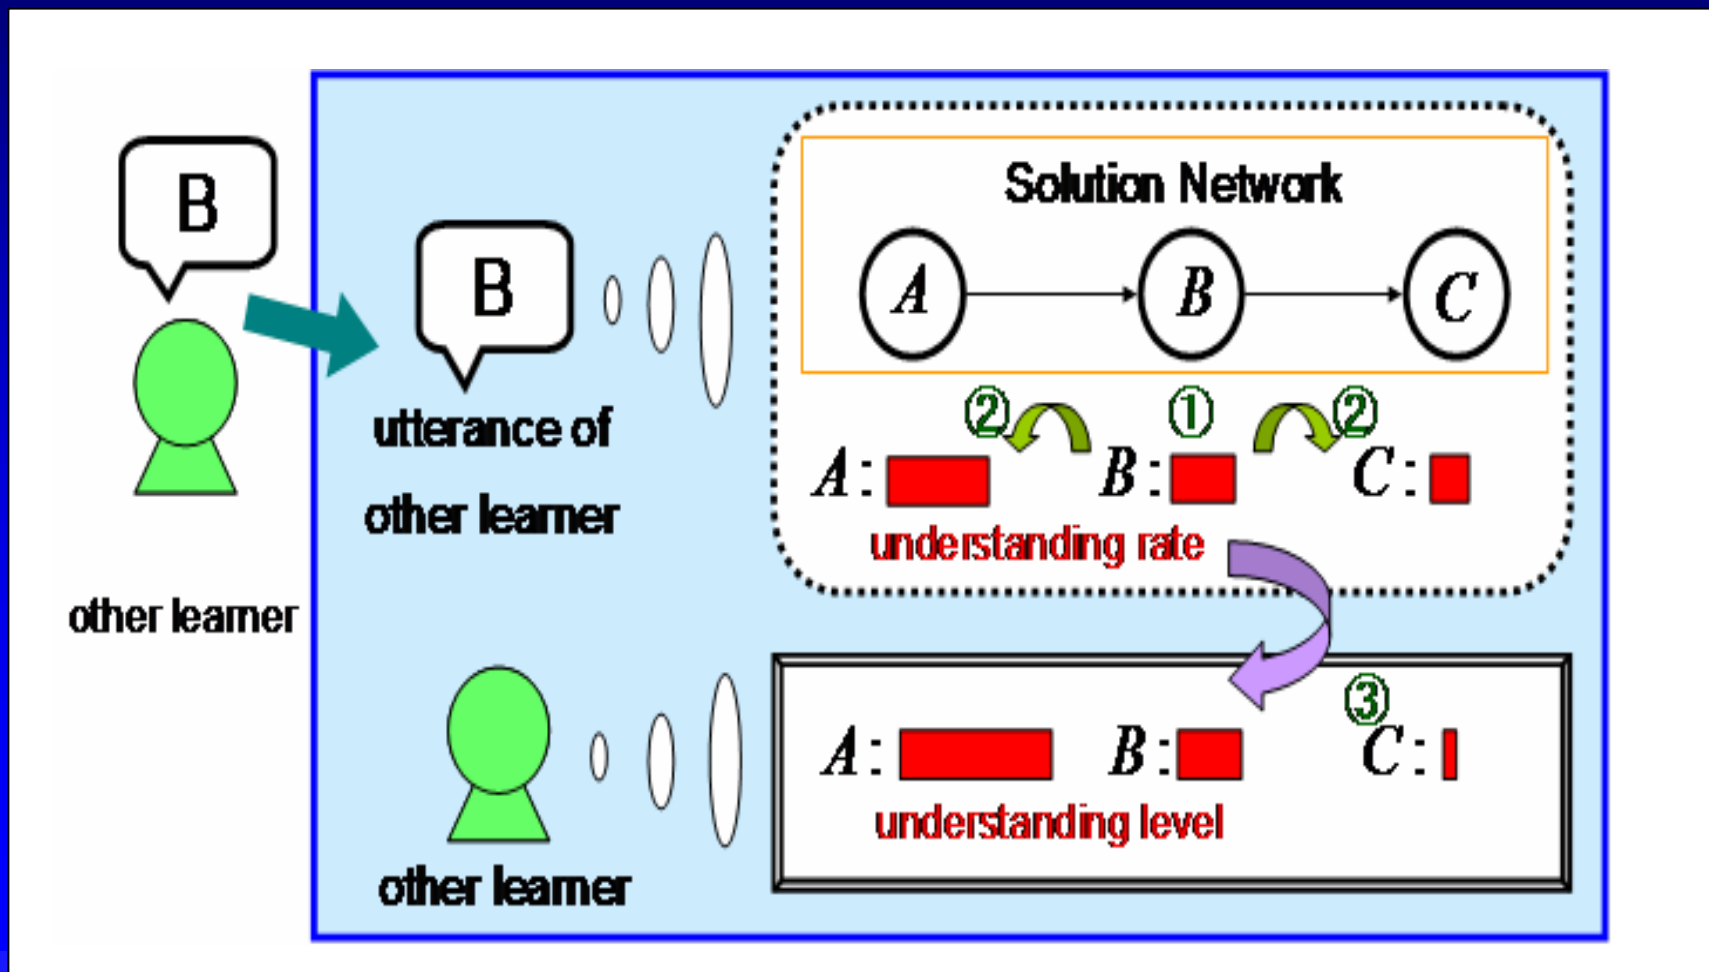 B
other learner
B
utterance of
other learner
Solution Network
A B C
② ① ②
A: B: C:
understanding rate
other learner
③
A: B: C:
understanding level